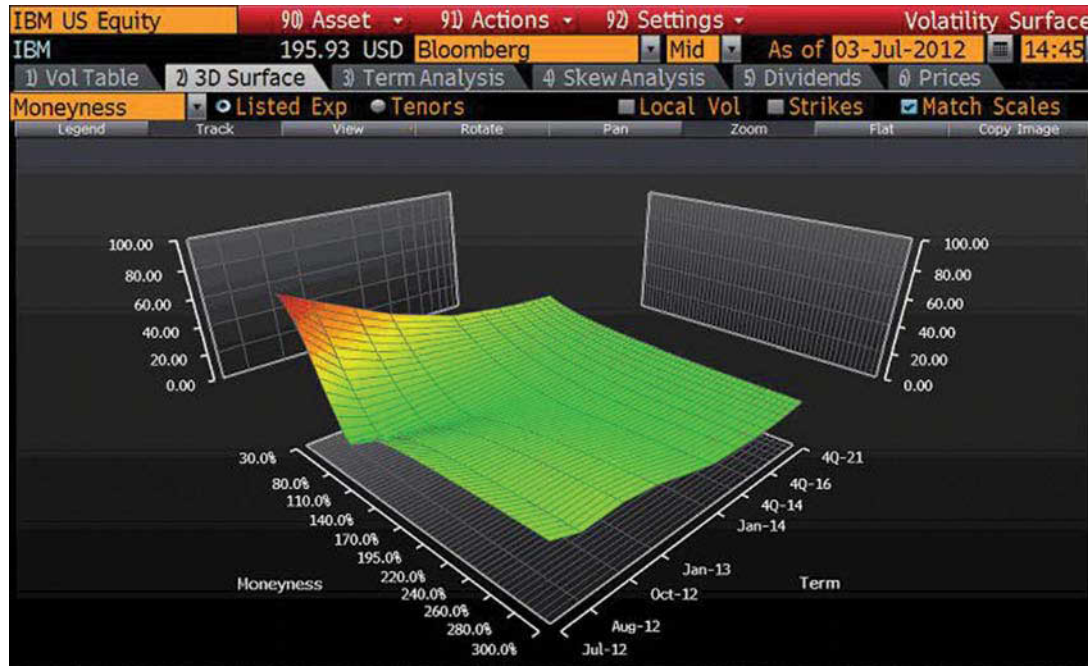 IBM US Equity 90) Asset 91) Actions 92) Settings Volatility Surface
IBM 195.93 USD Bloomberg Mid As of 03-Jul-2012 14:45
1) Vol Table 2) 3D Surface 3) Term Analysis 4) Skew Analysis 5) Dividends 6) Prices
Moneyness Listed Exp Tenors Local Vol Strikes Match Scales
Legend Track View Rotate Pan Zoom Flat Copy Image
100.00 100.00
80.00 80.00
60.00 60.00
40.00 40.00
20.00 20.00
0.00 0.00
30.0% 4Q-21
80.0% 4Q-16
110.0% 4Q-14
140.0% Jan-14
170.0%
195.0%
220.0% Jan-13
Moneyness Term
240.0% Oct-12
260.0%
280.0% Aug-12
300.0% Jul-12